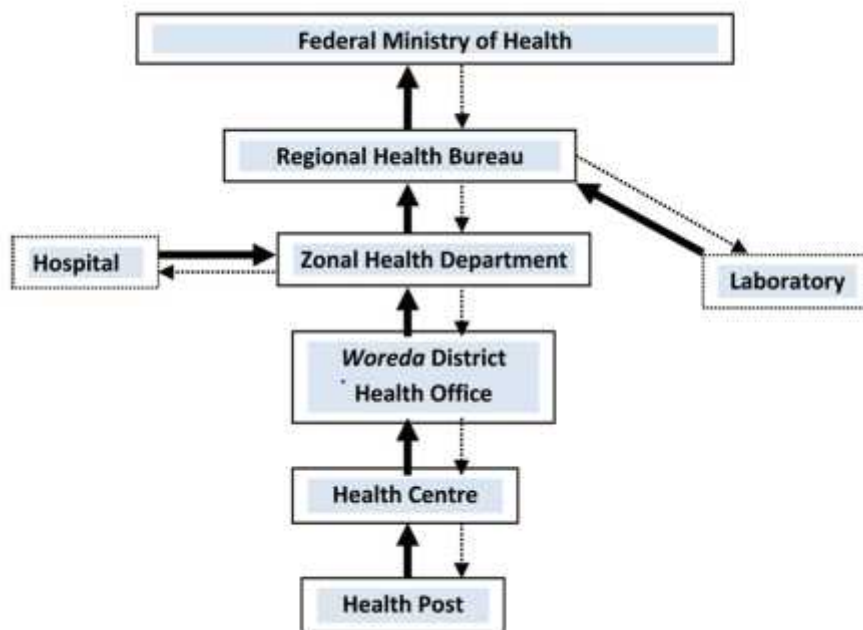 Federal Ministry of Health
Regional Health Bureau
Hospital
Zonal Health Department
Laboratory
Woreda District
Health Office
Health Centre
Health Post